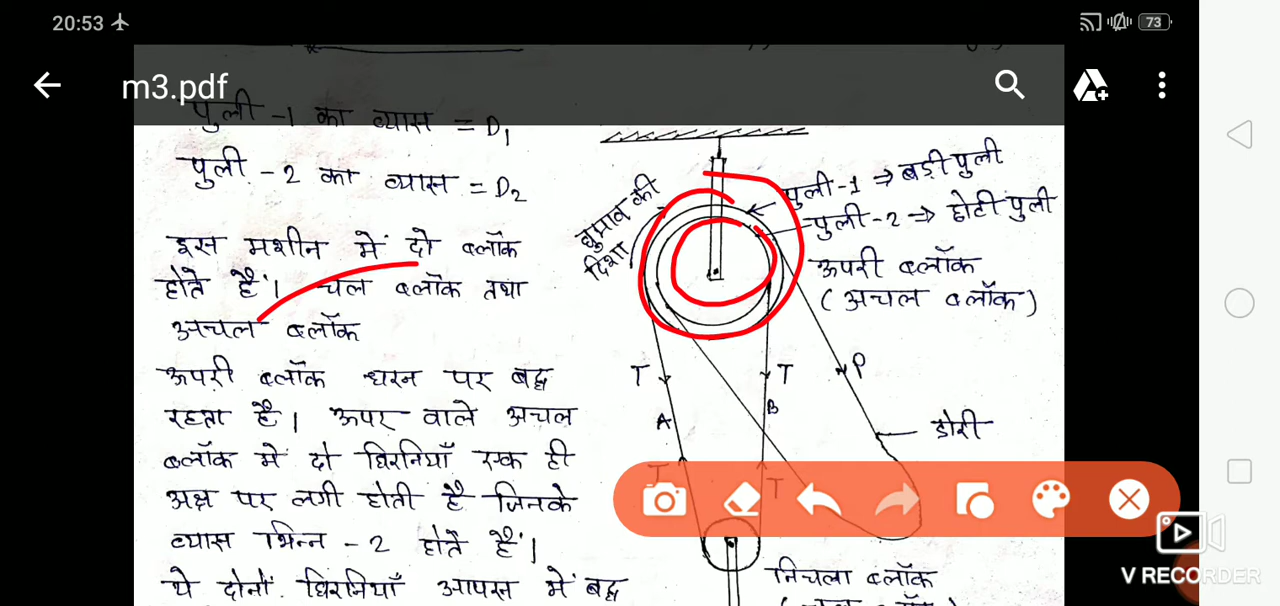 20:53
73
m3.pdf
पुली -1 का व्यास = D1
पुली -2 का व्यास = D2
इस मशीन में दो ब्लॉक
होते हैं। चल ब्लॉक तथा
अचल ब्लॉक
ऊपरी ब्लॉक धरन पर बद्ध
रहता है। ऊपर वाले अचल
ब्लॉक में दो घिरनियाँ एक ही
अक्ष पर लगी होती है जिनके
व्यास भिन्न -2 होते हैं।
ये दोनों घिरनियाँ आपस में बद्ध
घुमाव की
दिशा
पुली-1 ⇒ बड़ी पुली
पुली-2 → छोटी पुली
ऊपरी ब्लॉक
(अचल ब्लॉक)
T
T
P
A
B
डोरी
T
T
निचला ब्लॉक
V RECORDER